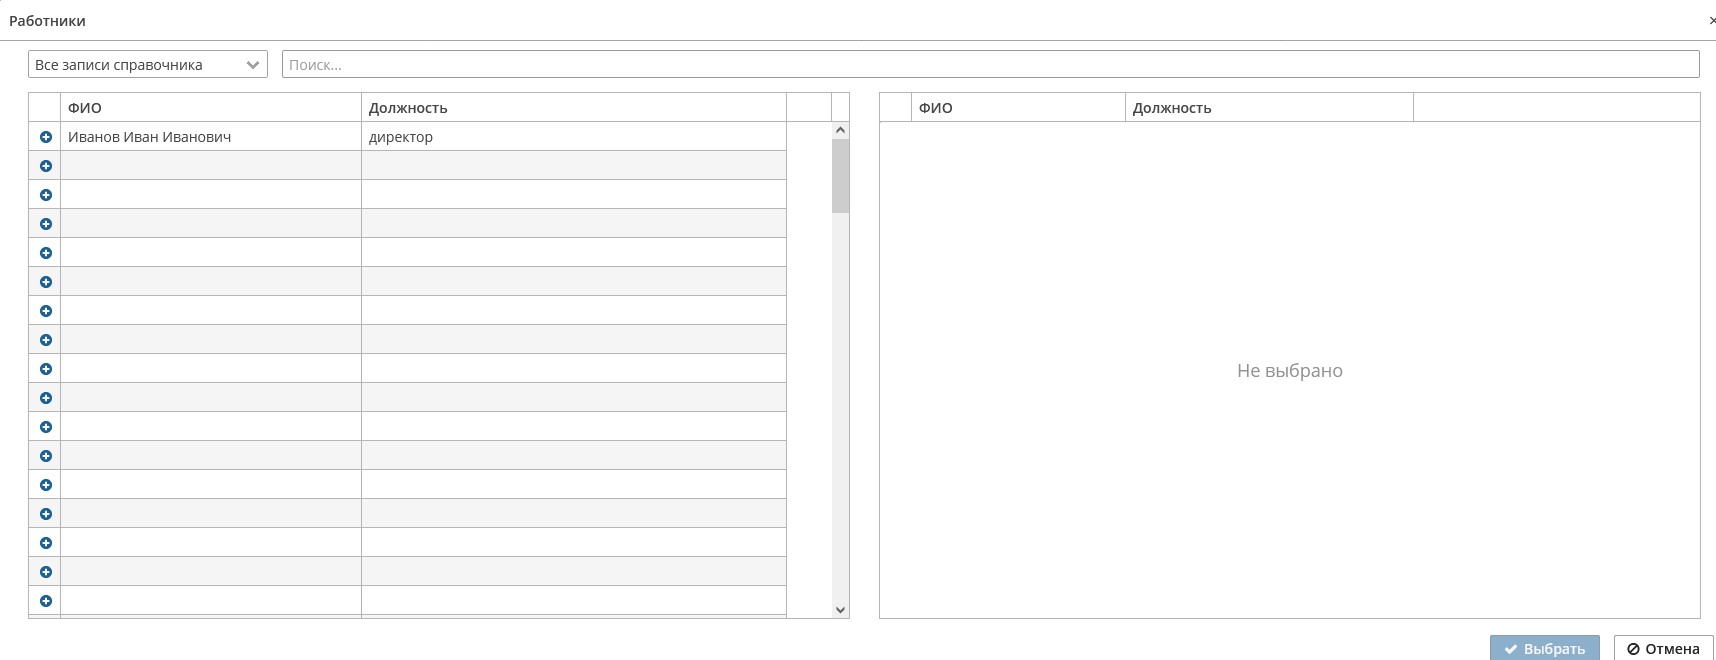 Работники
Все записи справочника
Поиск...
ФИО Должность
Иванов Иван Иванович директор
ФИО Должность
Не выбрано
Выбрать Отмена